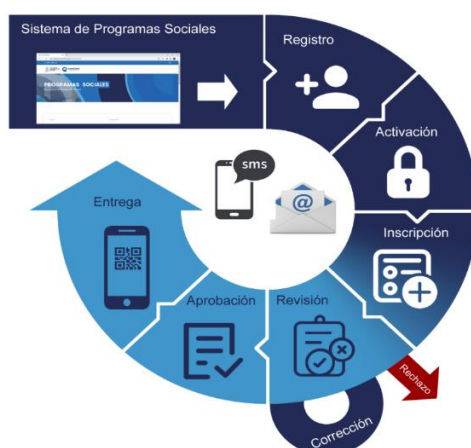 Sistema de Programas Sociales
PROGRAMAS SOCIALES
Registro
Activación
sms
@
Inscripción
Entrega
Aprobación
Revisión
Rechazo
Corrección